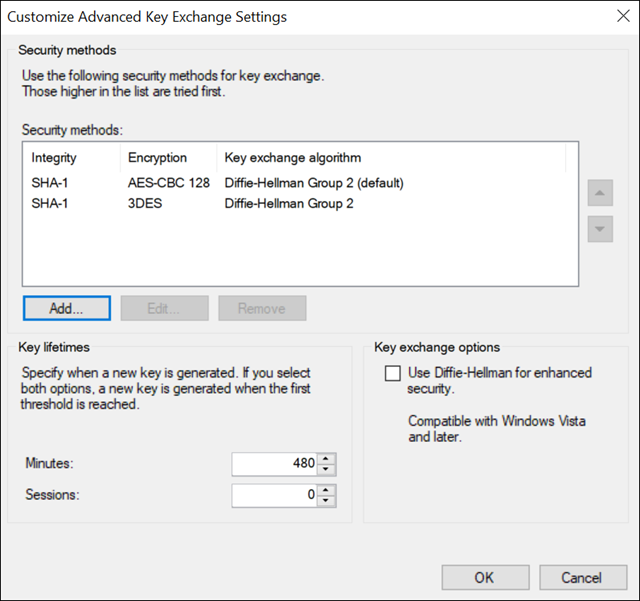 Customize Advanced Key Exchange Settings
Security methods
Use the following security methods for key exchange.
Those higher in the list are tried first.
Security methods:
Integrity Encryption Key exchange algorithm
SHA-1 AES-CBC 128 Diffie-Hellman Group 2 (default)
SHA-1 3DES Diffie-Hellman Group 2
Add... Edit... Remove
Key lifetimes
Specify when a new key is generated. If you select
both options, a new key is generated when the first
threshold is reached.
Minutes: 480
Sessions: 0
Key exchange options
Use Diffie-Hellman for enhanced
security.
Compatible with Windows Vista
and later.
OK Cancel